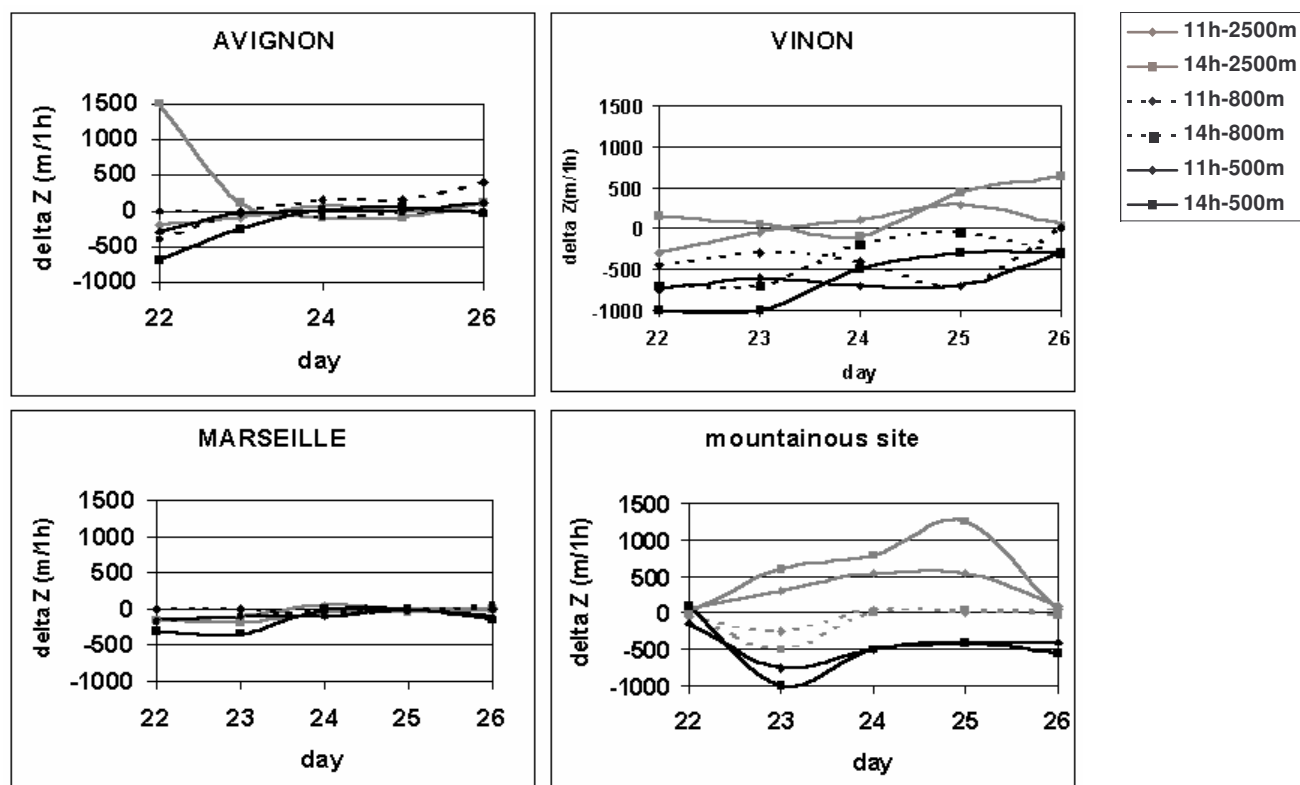 AVIGNON
delta Z (m/1h)
1500
1000
500
0
-500
-1000
22 24 26
day
VINON
delta Z(m/1h)
1500
1000
500
0
-500
-1000
22 23 24 25 26
day
11h-2500m
14h-2500m
11h-800m
14h-800m
11h-500m
14h-500m
MARSEILLE
delta Z (m/1h)
1500
1000
500
0
-500
-1000
22 23 24 25 26
day
mountainous site
delta Z (m/1h)
1500
1000
500
0
-500
-1000
22 23 24 25 26
day